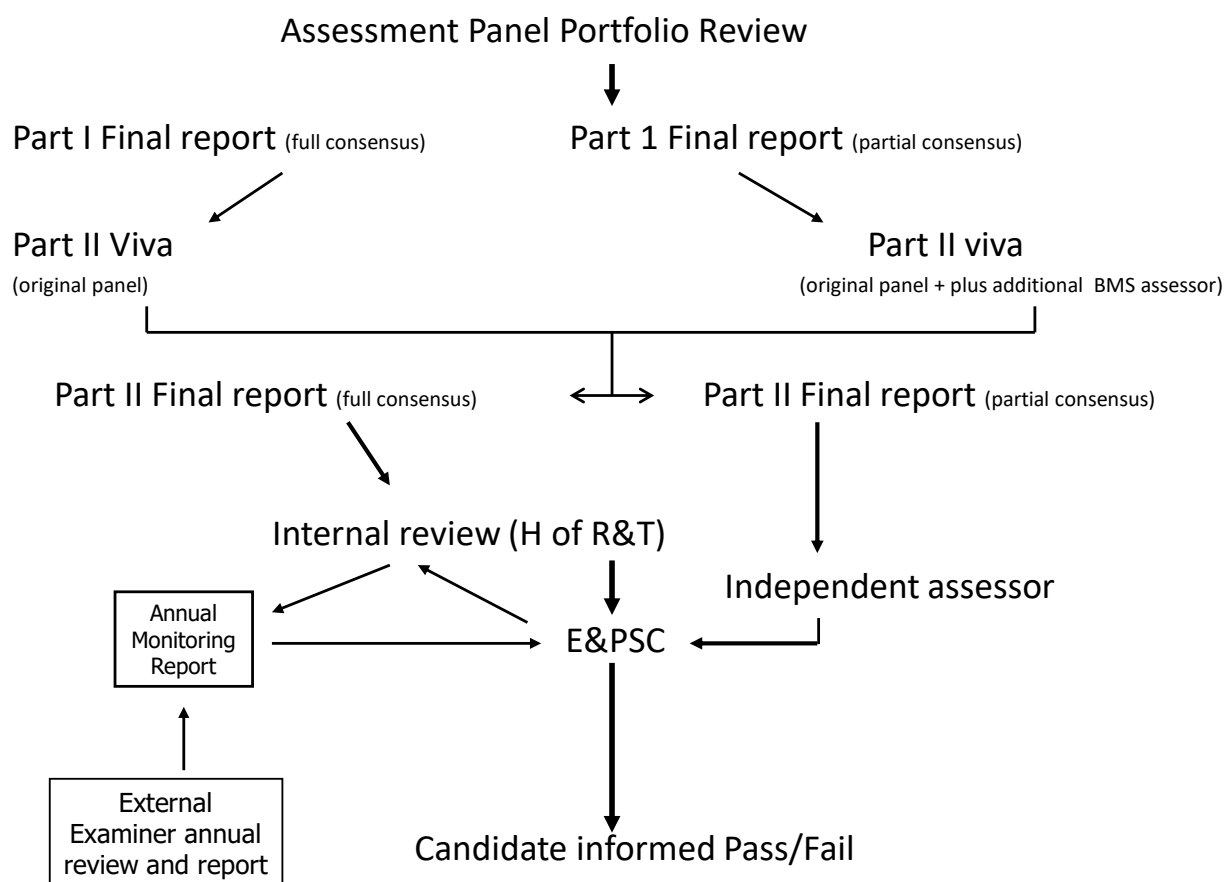 Assessment Panel Portfolio Review
Part I Final report (full consensus)
Part 1 Final report (partial consensus)
Part II Viva
(original panel)
Part II viva
(original panel + plus additional BMS assessor)
Part II Final report (full consensus)
Part II Final report (partial consensus)
Internal review (H of R&T)
Independent assessor
Annual
Monitoring
Report
E&PSC
External
Examiner annual
review and report
Candidate informed Pass/Fail